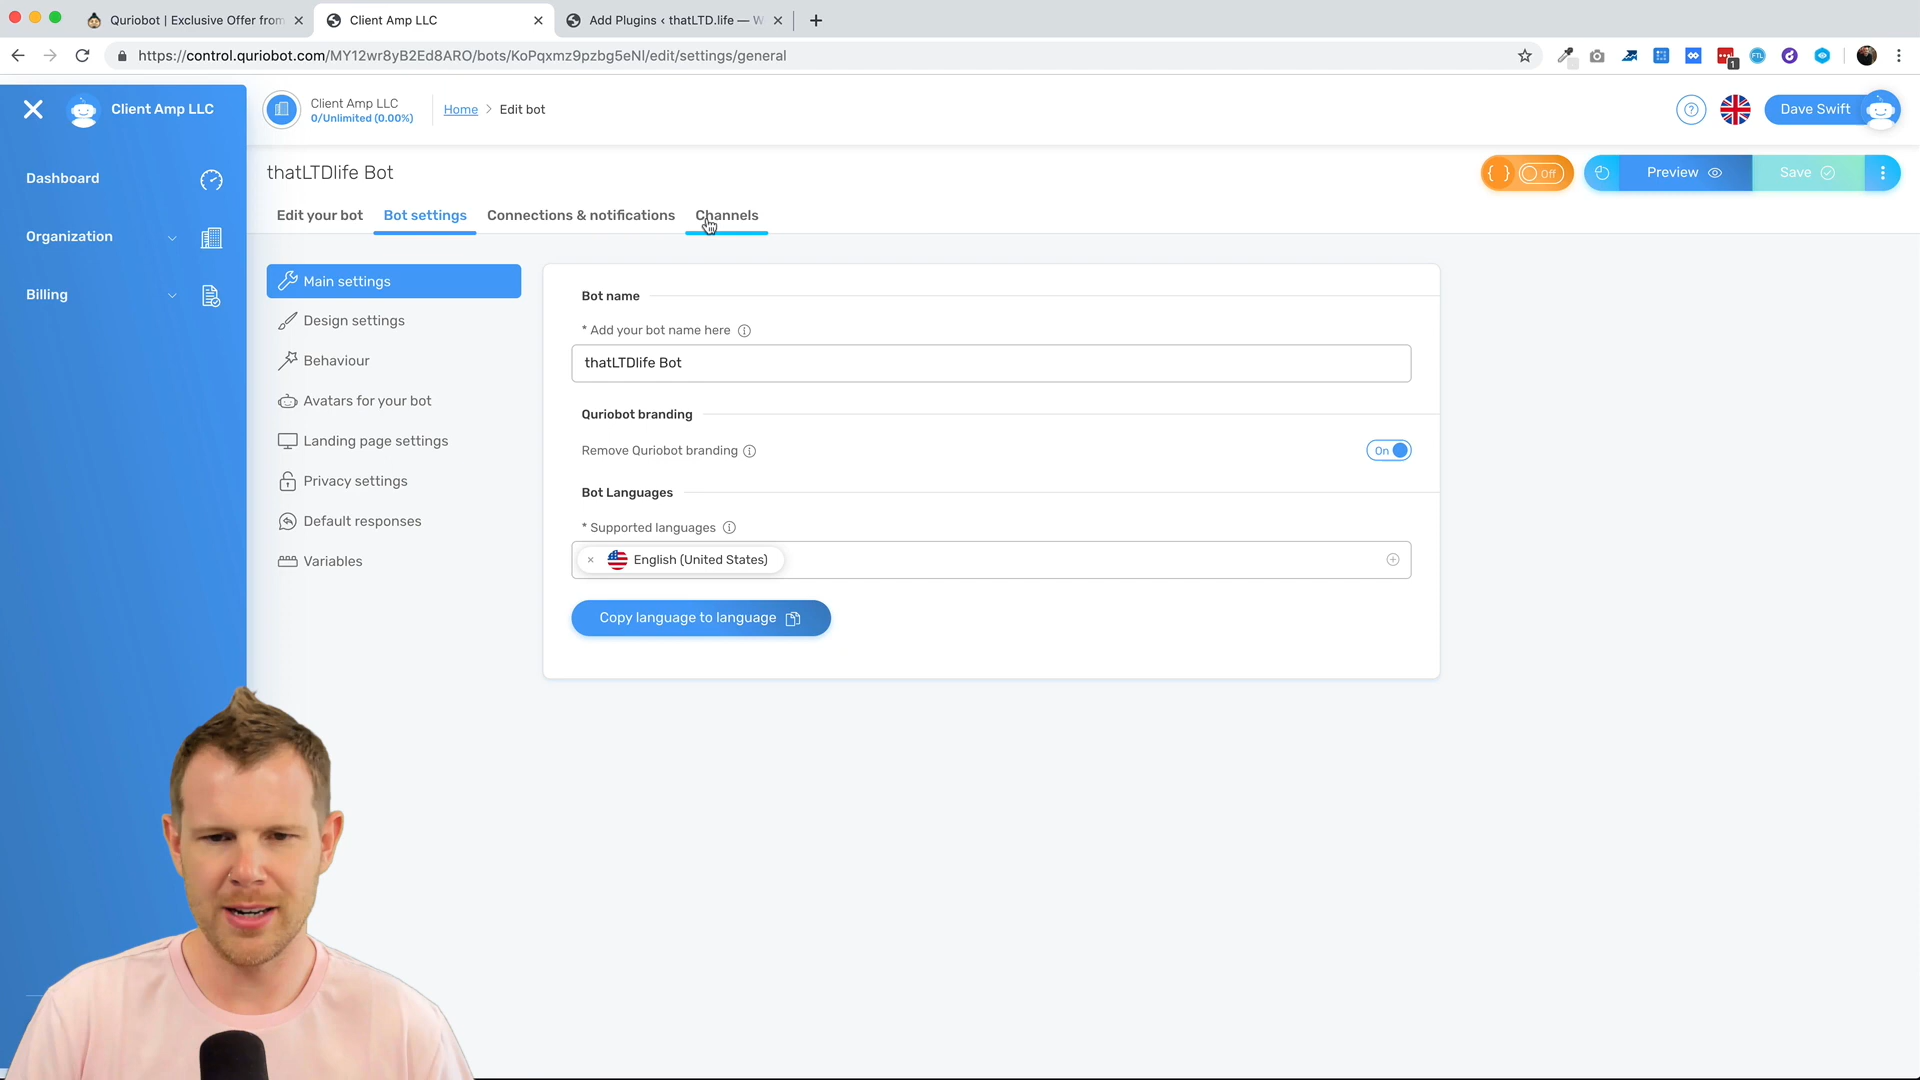 Quriobot | Exclusive Offer from
Client Amp LLC
Add Plugins ‹ thatLTD.life — W
https://control.quriobot.com/MY12wr8yB2Ed8ARO/bots/KoPqxmz9pzbg5eNl/edit/settings/general
FTL
1
Client Amp LLC
Client Amp LLC
0/Unlimited (0.00%)
Home > Edit bot
Dave Swift
Dashboard
Organization
Billing
thatLTDlife Bot
{ } Off
Preview
Save
Edit your bot
Bot settings
Connections & notifications
Channels
Main settings
Design settings
Behaviour
Avatars for your bot
Landing page settings
Privacy settings
Default responses
Variables
Bot name
* Add your bot name here
thatLTDlife Bot
Quriobot branding
Remove Quriobot branding
On
Bot Languages
* Supported languages
× English (United States)
Copy language to language